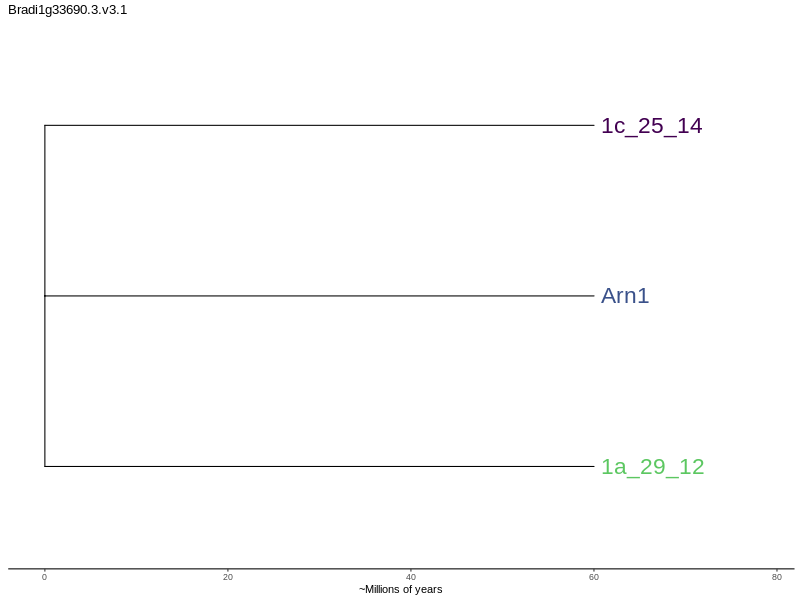 Bradi1g33690.3.v3.1
1c_25_14
Arn1
1a_29_12
0 20 40 60 80
~Millions of years